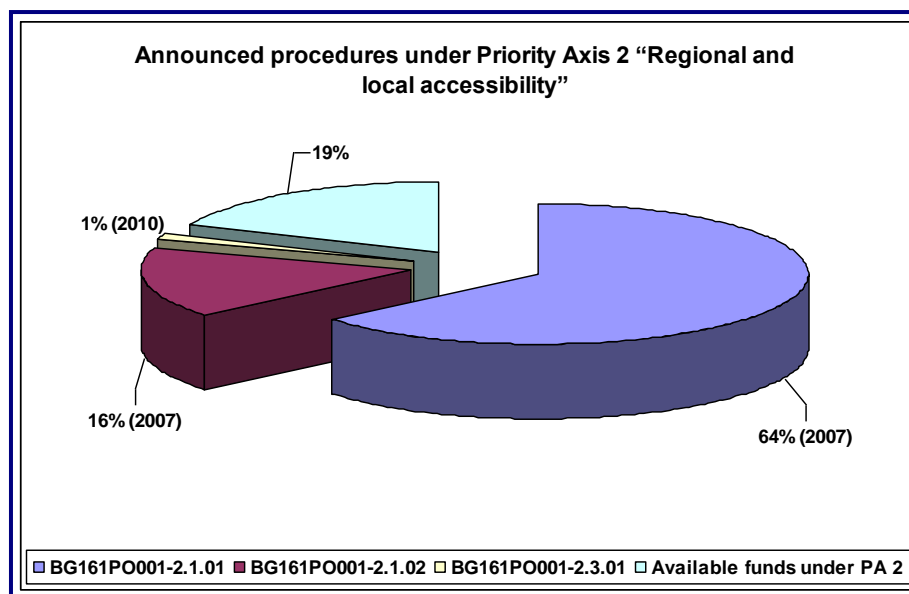 Announced procedures under Priority Axis 2 “Regional and
local accessibility”
19%
1% (2010)
16% (2007)
64% (2007)
BG161PO001-2.1.01 BG161PO001-2.1.02 BG161PO001-2.3.01 Available funds under PA 2